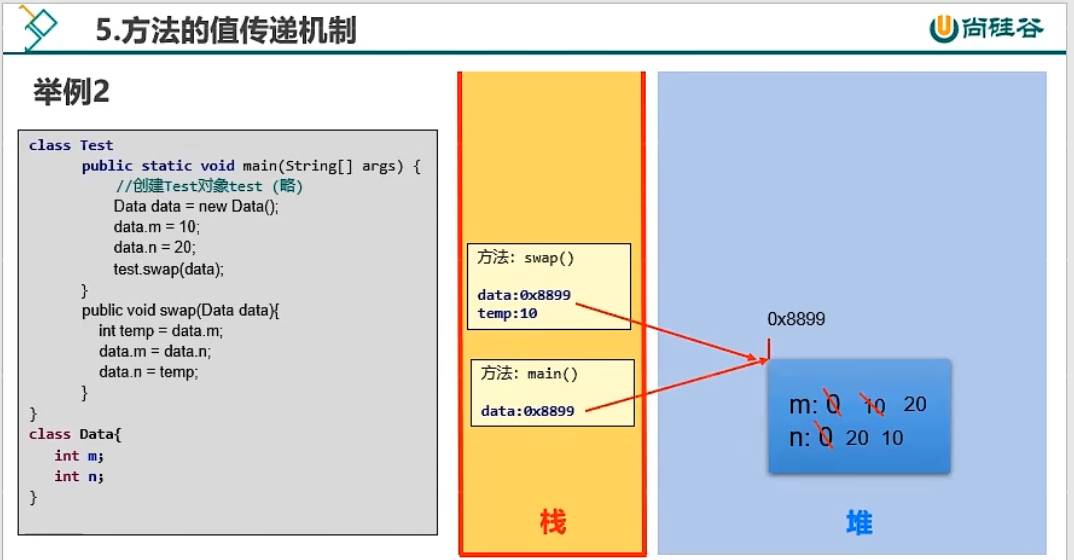 5.方法的值传递机制
尚硅谷
举例2
class Test
public static void main(String[] args) {
//创建Test对象test (略)
Data data = new Data();
data.m = 10;
data.n = 20;
test.swap(data);
}
public void swap(Data data){
int temp = data.m;
data.m = data.n;
data.n = temp;
}
}
class Data{
int m;
int n;
}
方法: swap()
data:0x8899
temp:10
方法: main()
data:0x8899
栈
0x8899
m: 0 10 20
n: 0 20 10
堆